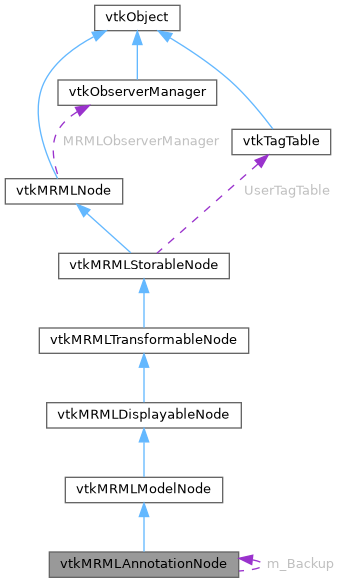 vtkObject
vtkObserverManager
MRMLObserverManager
vtkTagTable
vtkMRMLNode
UserTagTable
vtkMRMLStorableNode
vtkMRMLTransformableNode
vtkMRMLDisplayableNode
vtkMRMLModelNode
vtkMRMLAnnotationNode
m_Backup